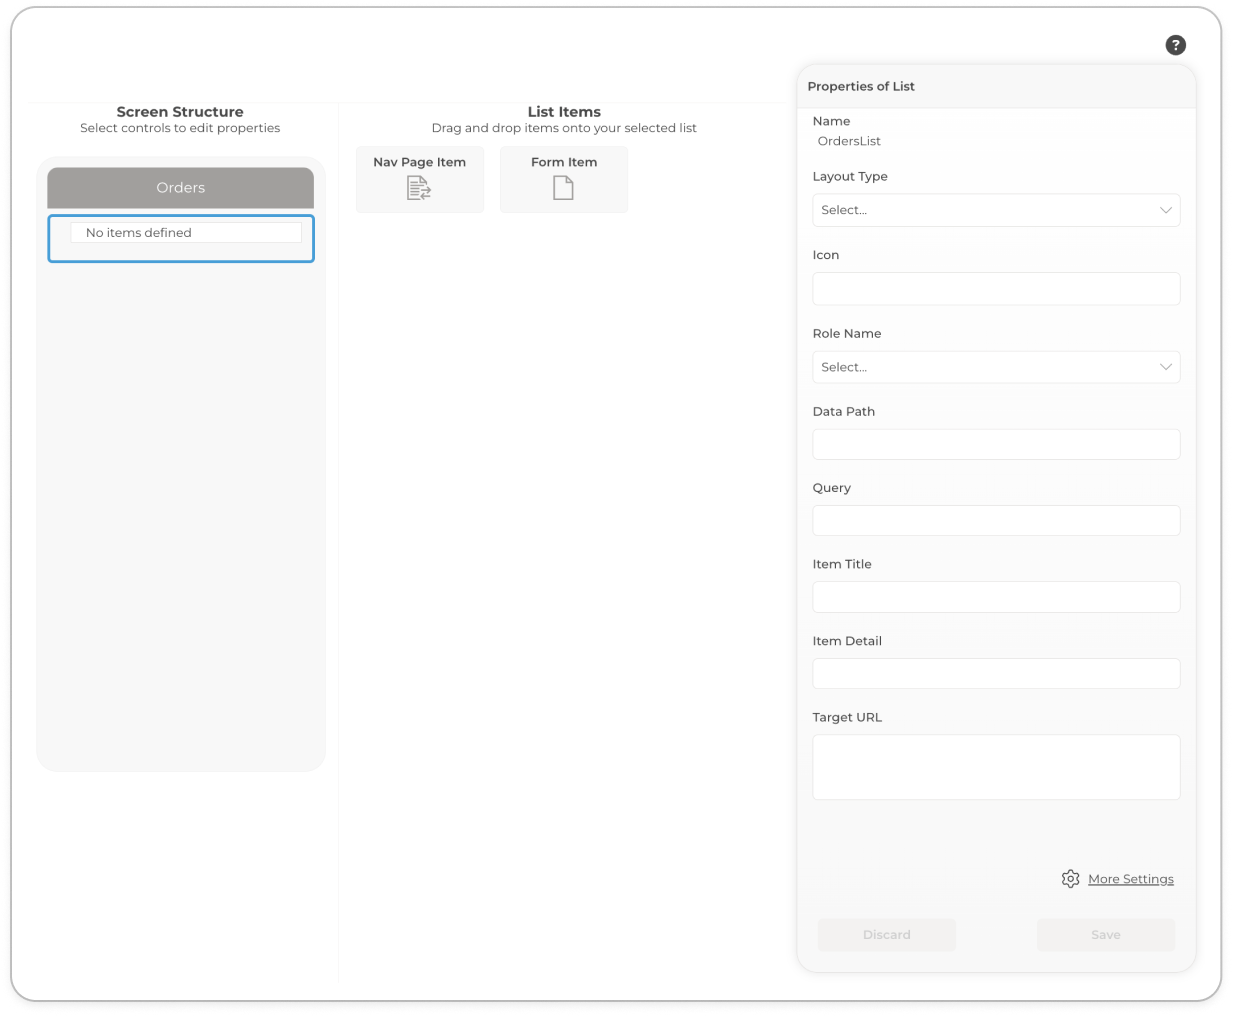 ?
Screen Structure
Select controls to edit properties
Orders
No items defined
List Items
Drag and drop items onto your selected list
Nav Page Item
Form Item
Properties of List
Name
OrdersList
Layout Type
Select...
Icon
Role Name
Select...
Data Path
Query
Item Title
Item Detail
Target URL
More Settings
Discard
Save